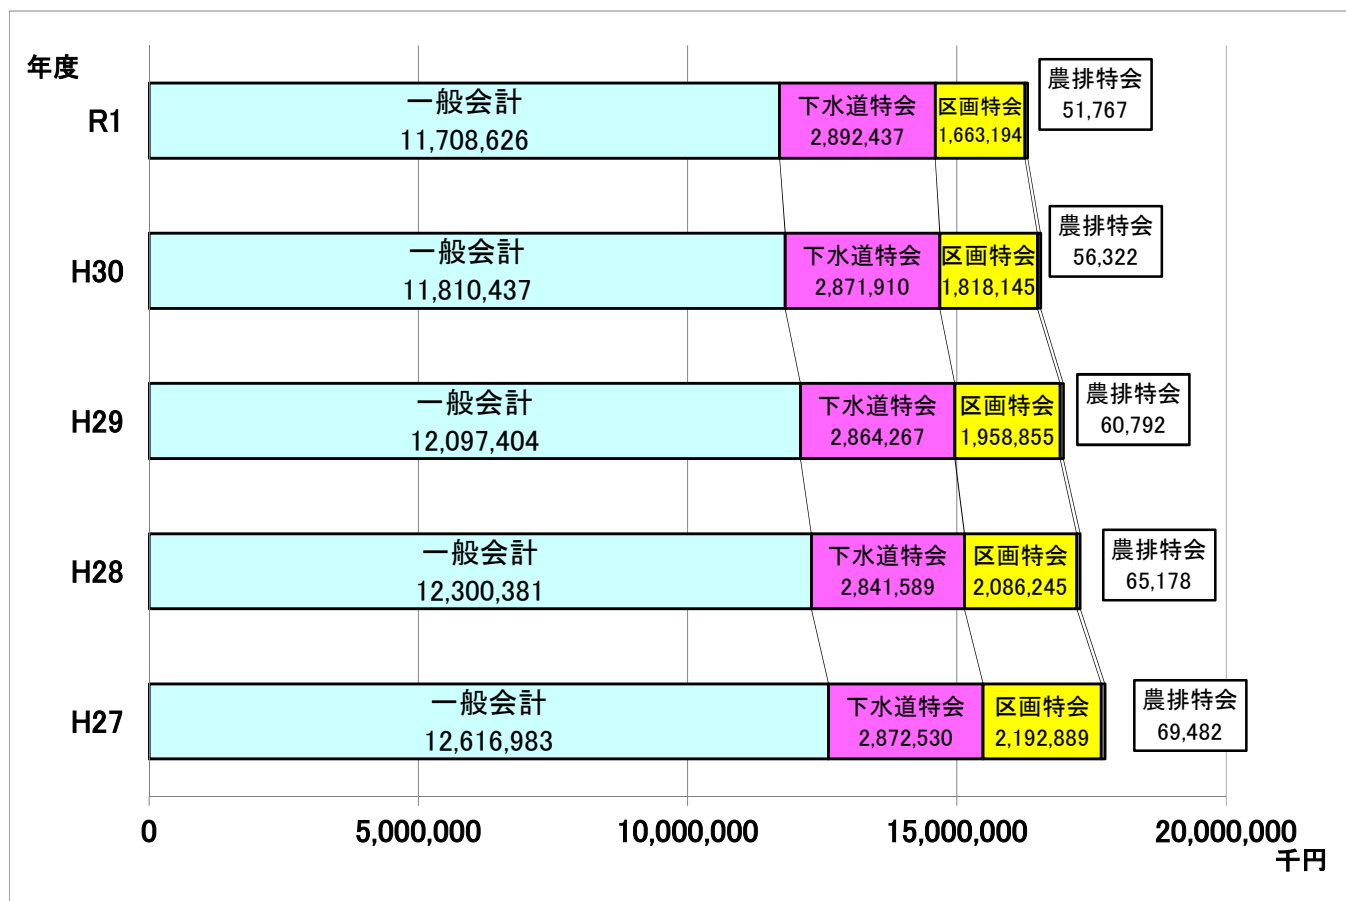 年度
R1
一般会計
11,708,626
下水道特会
2,892,437
区画特会
1,663,194
農排特会
51,767
H30
一般会計
11,810,437
下水道特会
2,871,910
区画特会
1,818,145
農排特会
56,322
H29
一般会計
12,097,404
下水道特会
2,864,267
区画特会
1,958,855
農排特会
60,792
H28
一般会計
12,300,381
下水道特会
2,841,589
区画特会
2,086,245
農排特会
65,178
H27
一般会計
12,616,983
下水道特会
2,872,530
区画特会
2,192,889
農排特会
69,482
0
5,000,000
10,000,000
15,000,000
20,000,000
千円